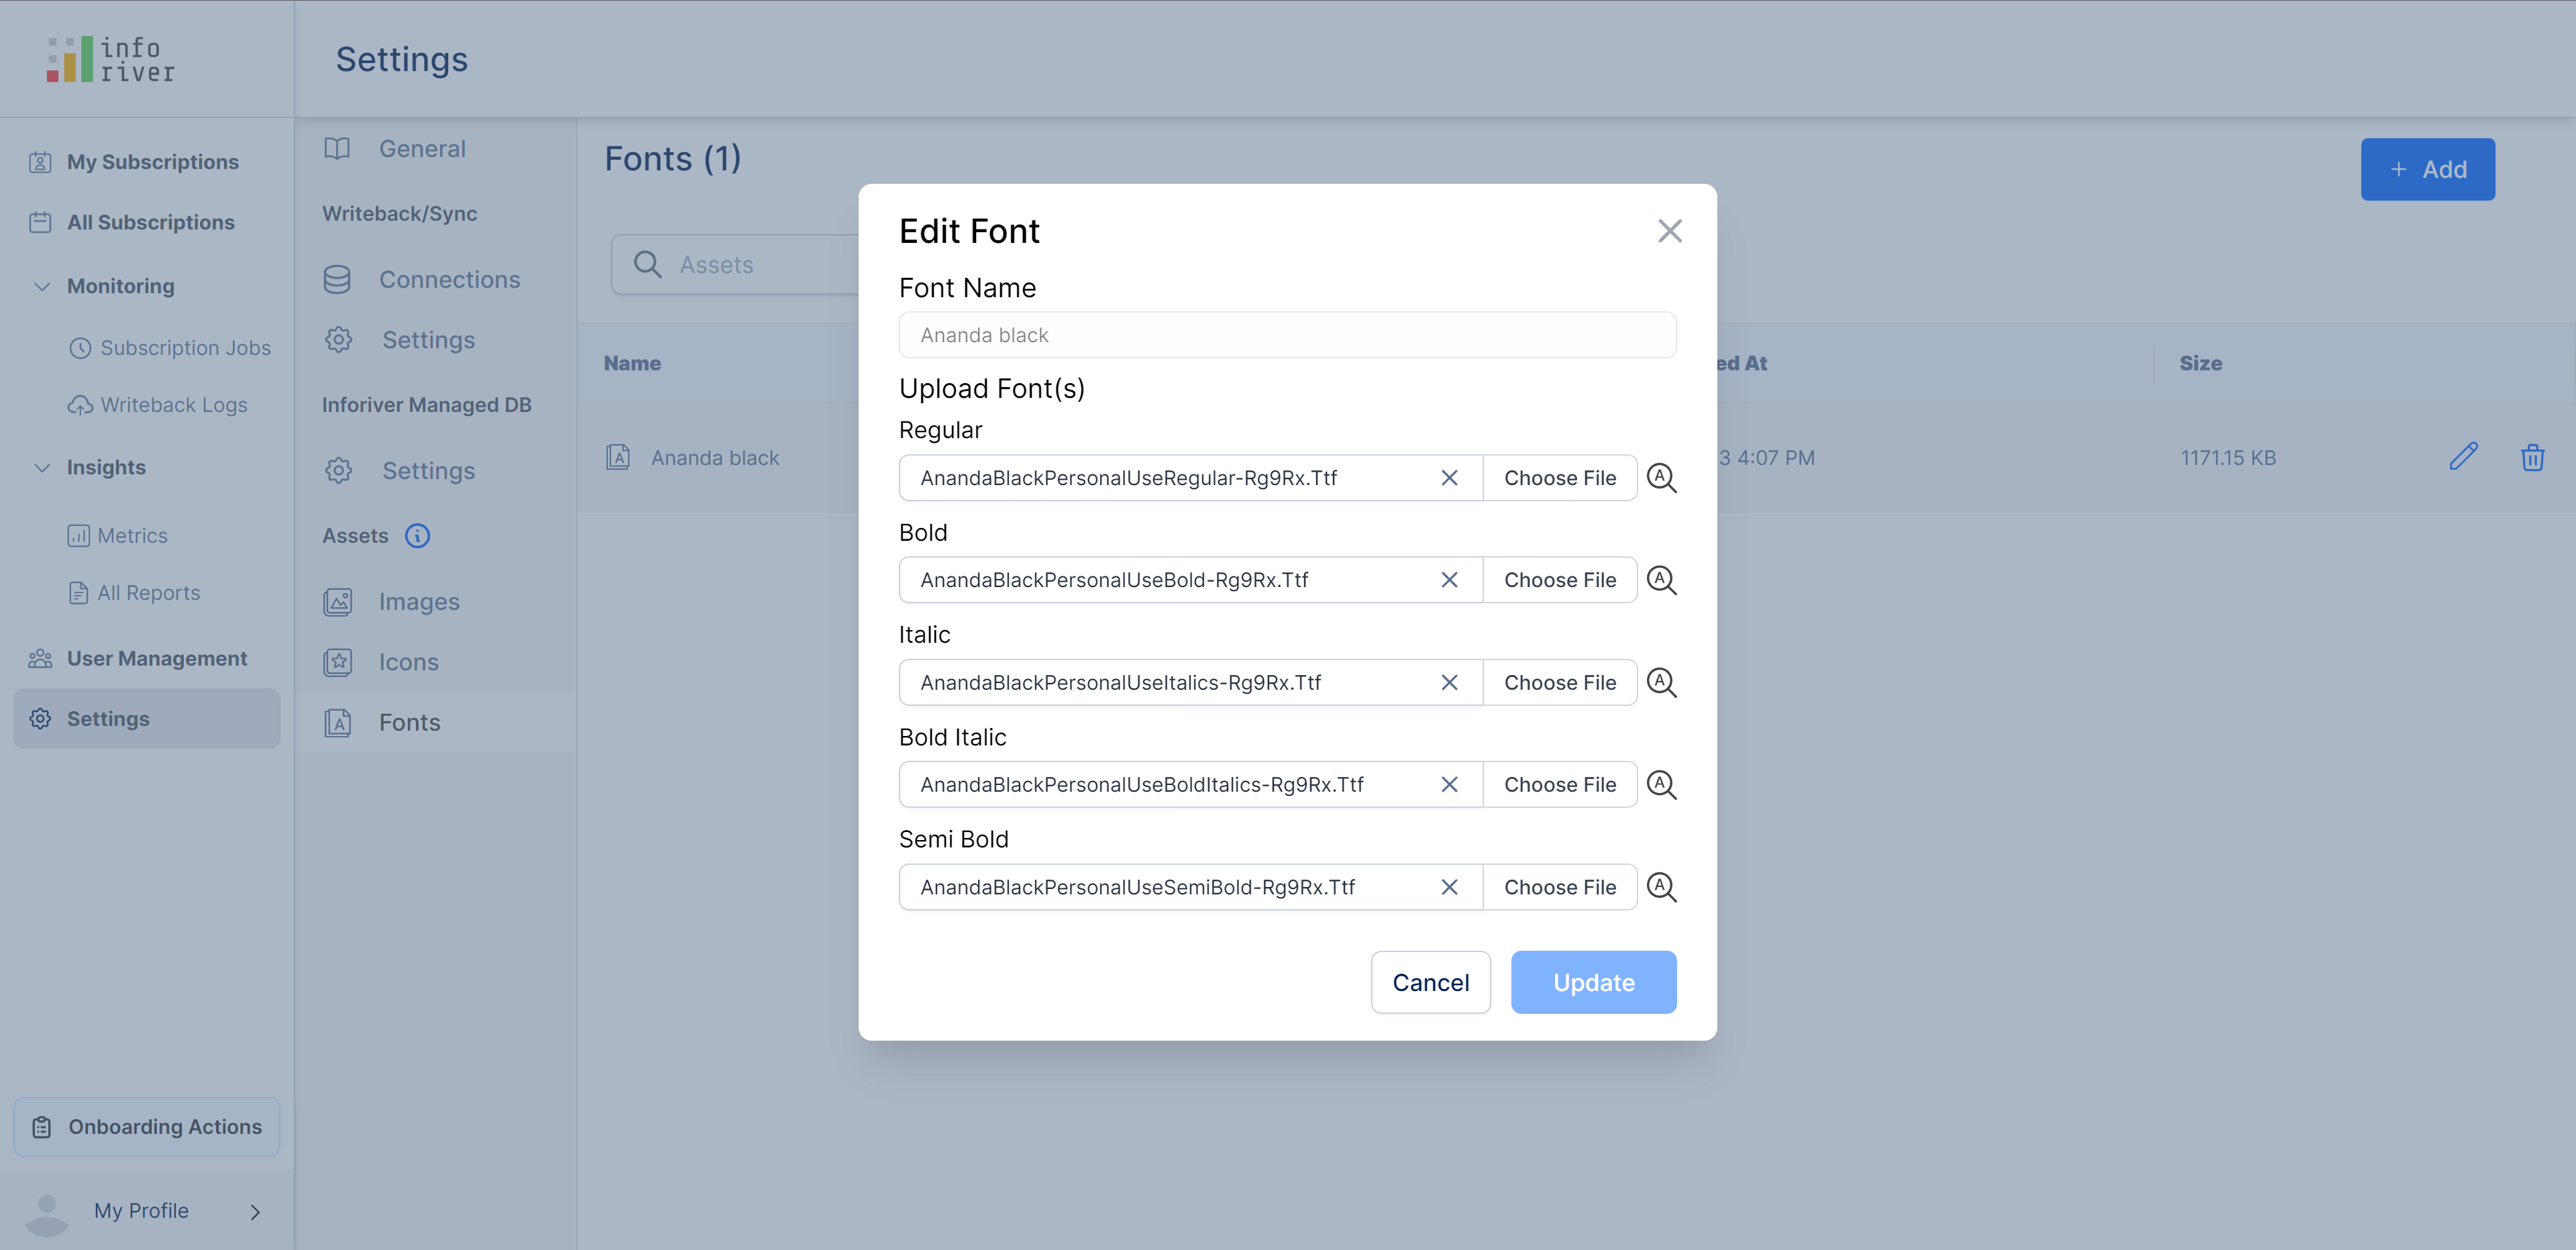 info
river
Settings
My Subscriptions
All Subscriptions
Monitoring
Subscription Jobs
Writeback Logs
Insights
Metrics
All Reports
User Management
Settings
Onboarding Actions
My Profile
General
Writeback/Sync
Connections
Settings
Inforiver Managed DB
Settings
Assets
Images
Icons
Fonts
Fonts (1)
+ Add
Assets
Name
ed At
Size
Ananda black
3 4:07 PM
1171.15 KB
Edit Font
Font Name
Ananda black
Upload Font(s)
Regular
AnandaBlackPersonalUseRegular-Rg9Rx.Ttf
Choose File
Bold
AnandaBlackPersonalUseBold-Rg9Rx.Ttf
Choose File
Italic
AnandaBlackPersonalUseItalics-Rg9Rx.Ttf
Choose File
Bold Italic
AnandaBlackPersonalUseBoldItalics-Rg9Rx.Ttf
Choose File
Semi Bold
AnandaBlackPersonalUseSemiBold-Rg9Rx.Ttf
Choose File
Cancel
Update